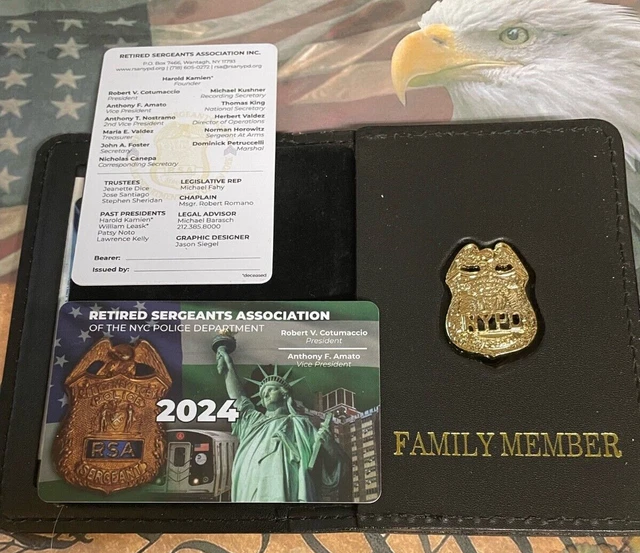 RETIRED SERGEANTS ASSOCIATION INC.
P.O. Box 7466, Wantagh, NY 11793
Harold Kamien*
Founder
Robert V. Cotumaccio
President
Anthony F. Amato
Vice President
Anthony T. Nostramo
2nd Vice President
Maria E. Valdez
Treasurer
John A. Foster
Secretary
Nicholas Canepa
Corresponding Secretary
Michael Kushner
Recording Secretary
Thomas King
National Secretary
Herbert Valdez
Director of Operations
Norman Horowitz
Sergeant At Arms
Dominick Petruccelli
Marshal
TRUSTEES
Jeanette Dice
Jose Santiago
Stephen Sheridan
PAST PRESIDENTS
Harold Kamien*
William Leask*
Patsy Noto
Lawrence Kelly
LEGISLATIVE REP
Michael Fahy
CHAPLAIN
Msgr. Robert Romano
LEGAL ADVISOR
Michael Barasch
212.385.8000
GRAPHIC DESIGNER
Jason Siegel
Bearer:
Issued by:
*deceased
RETIRED SERGEANTS ASSOCIATION
OF THE NYC POLICE DEPARTMENT
Robert V. Cotumaccio
President
Anthony F. Amato
Vice President
POLICE
RSA
SERGEANTS
2024
NYPD
FAMILY MEMBER